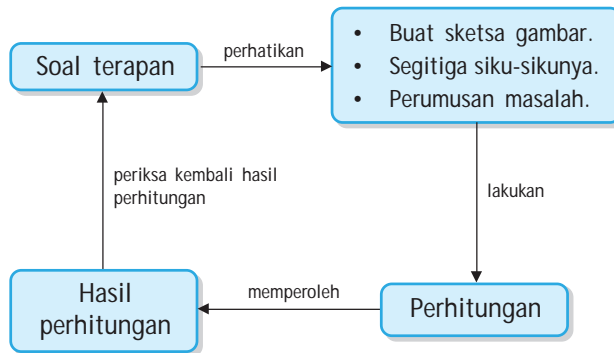 Soal terapan
perhatikan
• Buat sketsa gambar.
• Segitiga siku-sikunya.
• Perumusan masalah.
periksa kembali hasil
perhitungan
lakukan
Hasil
perhitungan
memperoleh
Perhitungan